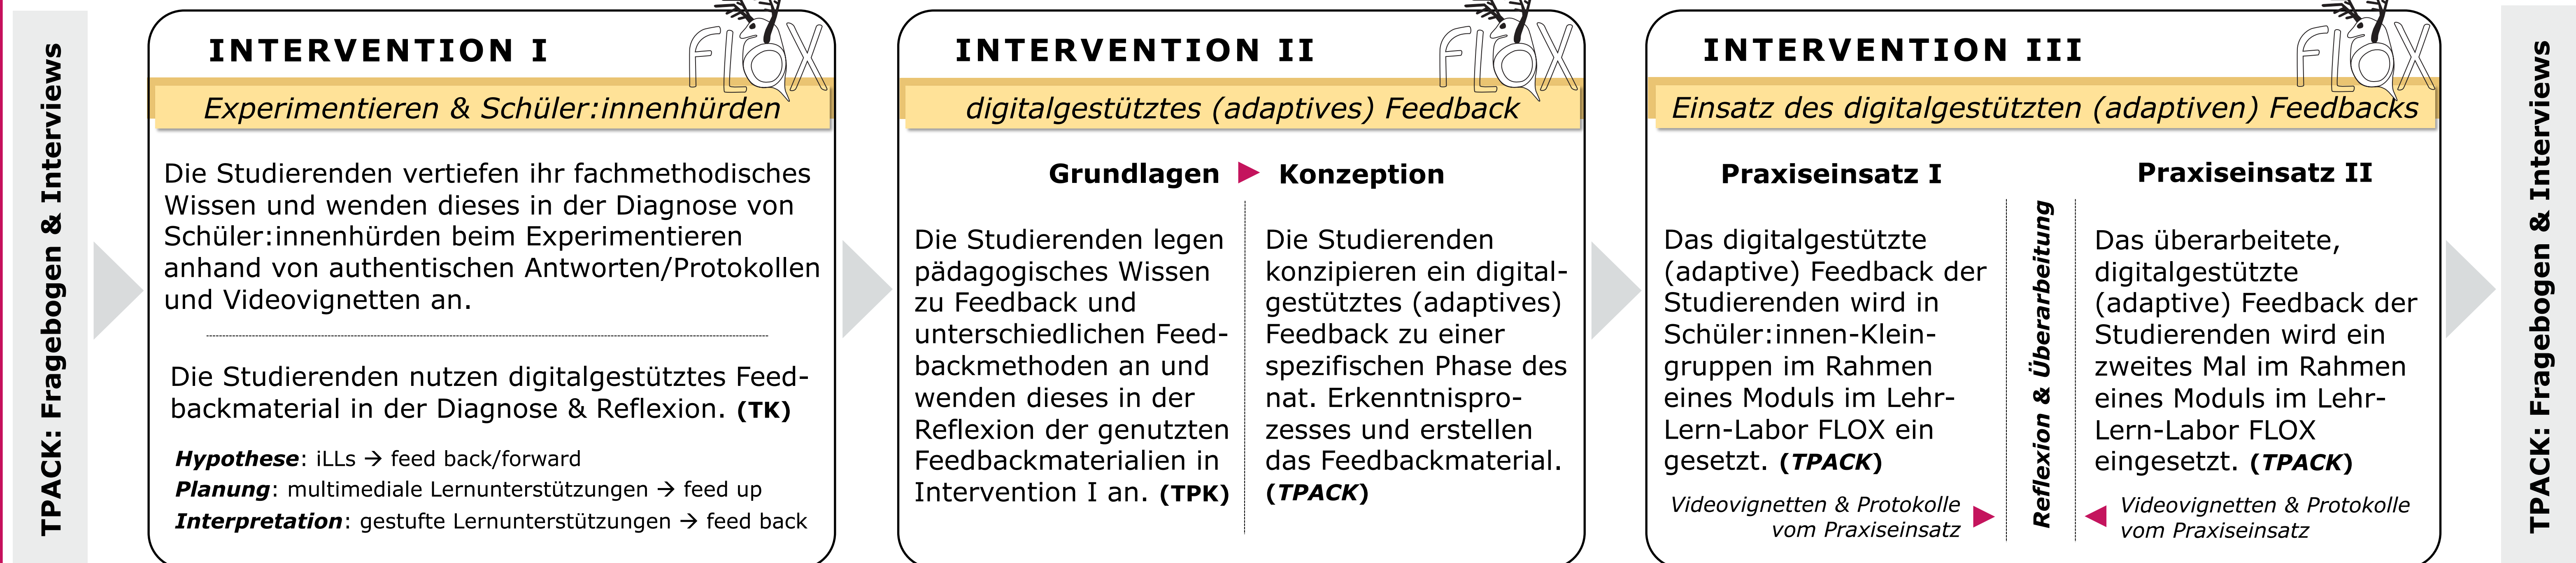 TPACK: Fragebogen & Interviews
INTERVENTION I
FLOX
Experimentieren & Schüler:innenhürden
Die Studierenden vertiefen ihr fachmethodisches
Wissen und wenden dieses in der Diagnose von
Schüler:innenhürden beim Experimentieren
anhand von authentischen Antworten/Protokollen
und Videovignetten an.
Die Studierenden nutzen digitalgestütztes Feed-
backmaterial in der Diagnose & Reflexion. (TK)
Hypothese: iLLs → feed back/forward
Planung: multimediale Lernunterstützungen → feed up
Interpretation: gestufte Lernunterstützungen → feed back
INTERVENTION II
FLOX
digitalgestütztes (adaptives) Feedback
Grundlagen ▶ Konzeption
Die Studierenden legen
pädagogisches Wissen
zu Feedback und
unterschiedlichen Feed-
backmethoden an und
wenden dieses in der
Reflexion der genutzten
Feedbackmaterialien in
Intervention I an. (TPK)
Die Studierenden
konzipieren ein digital-
gestütztes (adaptives)
Feedback zu einer
spezifischen Phase des
nat. Erkenntnispro-
zesses und erstellen
das Feedbackmaterial.
(TPACK)
INTERVENTION III
FLOX
Einsatz des digitalgestützten (adaptiven) Feedbacks
Praxiseinsatz I
Das digitalgestützte
(adaptive) Feedback der
Studierenden wird in
Schüler:innen-Klein-
gruppen im Rahmen
eines Moduls im Lehr-
Lern-Labor FLOX ein
gesetzt. (TPACK)
Videovignetten & Protokolle
vom Praxiseinsatz
Reflexion & Überarbeitung
Praxiseinsatz II
Das überarbeitete,
digitalgestützte
(adaptive) Feedback der
Studierenden wird ein
zweites Mal im Rahmen
eines Moduls im Lehr-
Lern-Labor FLOX
eingesetzt. (TPACK)
Videovignetten & Protokolle
vom Praxiseinsatz
TPACK: Fragebogen & Interviews